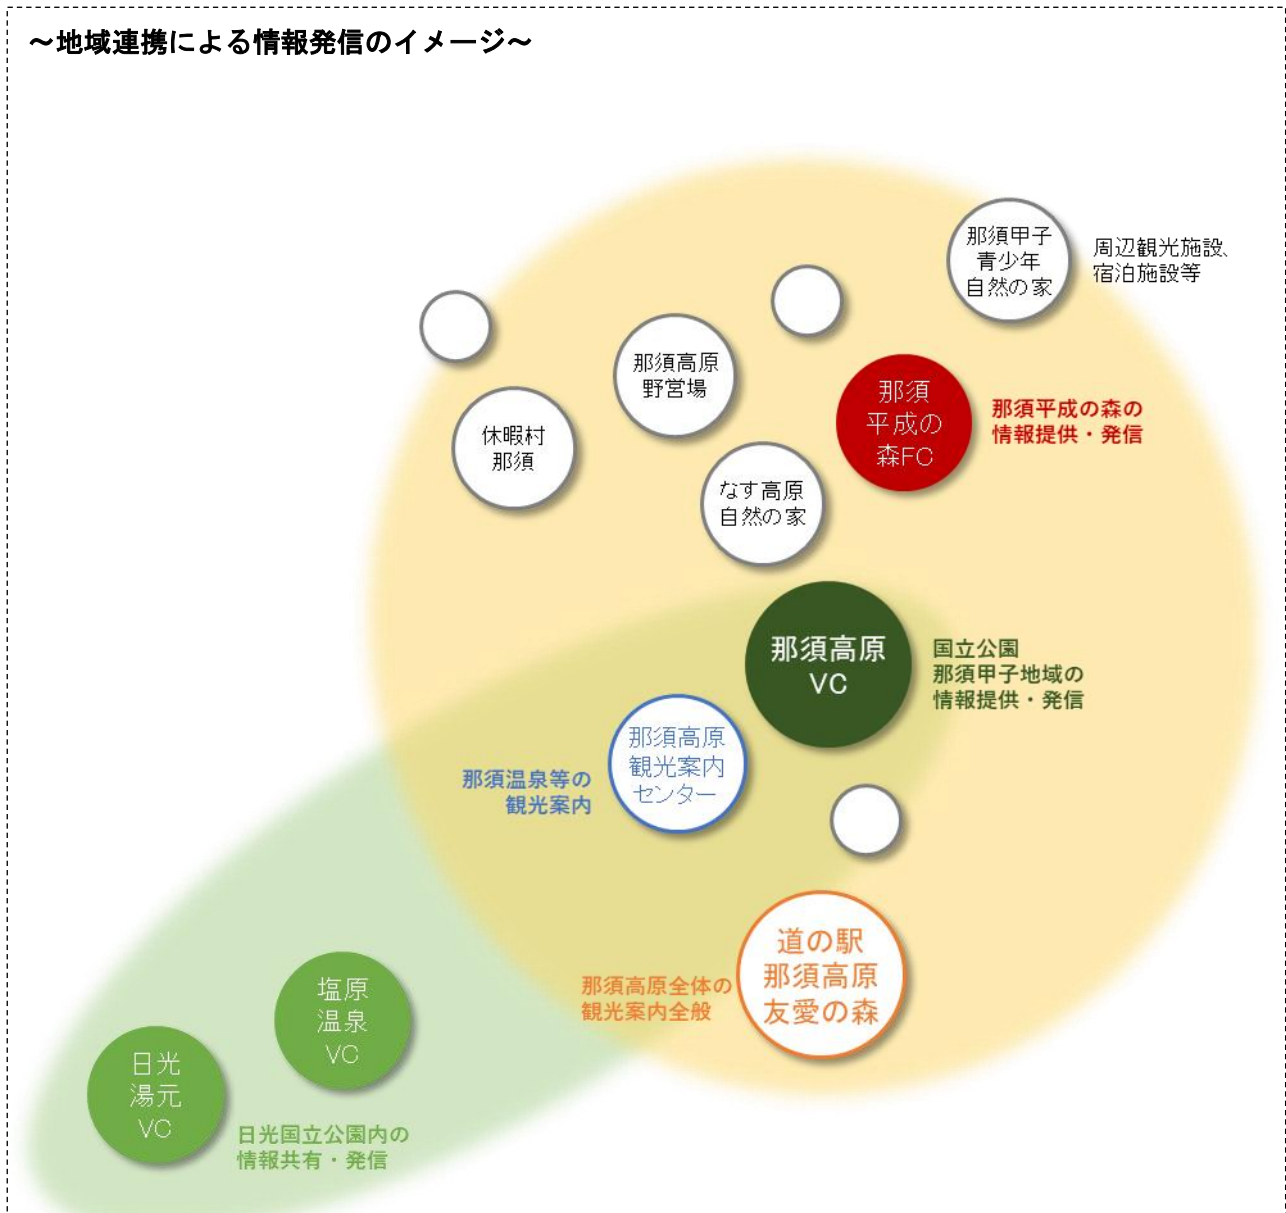 ～地域連携による情報発信のイメージ～
那須甲子
青少年
自然の家
周辺観光施設、
宿泊施設等
那須高原
野営場
那須
平成の
森FC
那須平成の森の
情報提供・発信
休暇村
那須
なす高原
自然の家
那須高原
VC
国立公園
那須甲子地域の
情報提供・発信
那須高原
観光案内
センター
那須温泉等の
観光案内
道の駅
那須高原
友愛の森
那須高原全体の
観光案内全般
塩原
温泉
VC
日光
湯元
VC
日光国立公園内の
情報共有・発信